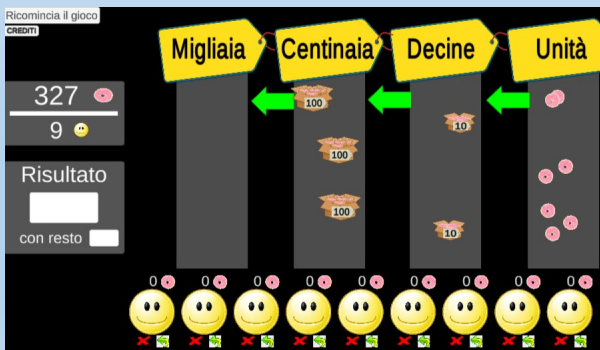 Ricomincia il gioco
CREDITI
Migliaia Centinaia Decine Unità
327
9
Risultato
con resto
100
100
100
10
10
0 0 0 0 0 0 0 0 0